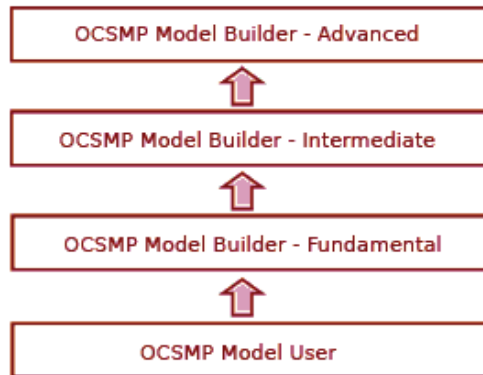 OCSMP Model Builder - Advanced
OCSMP Model Builder - Intermediate
OCSMP Model Builder - Fundamental
OCSMP Model User